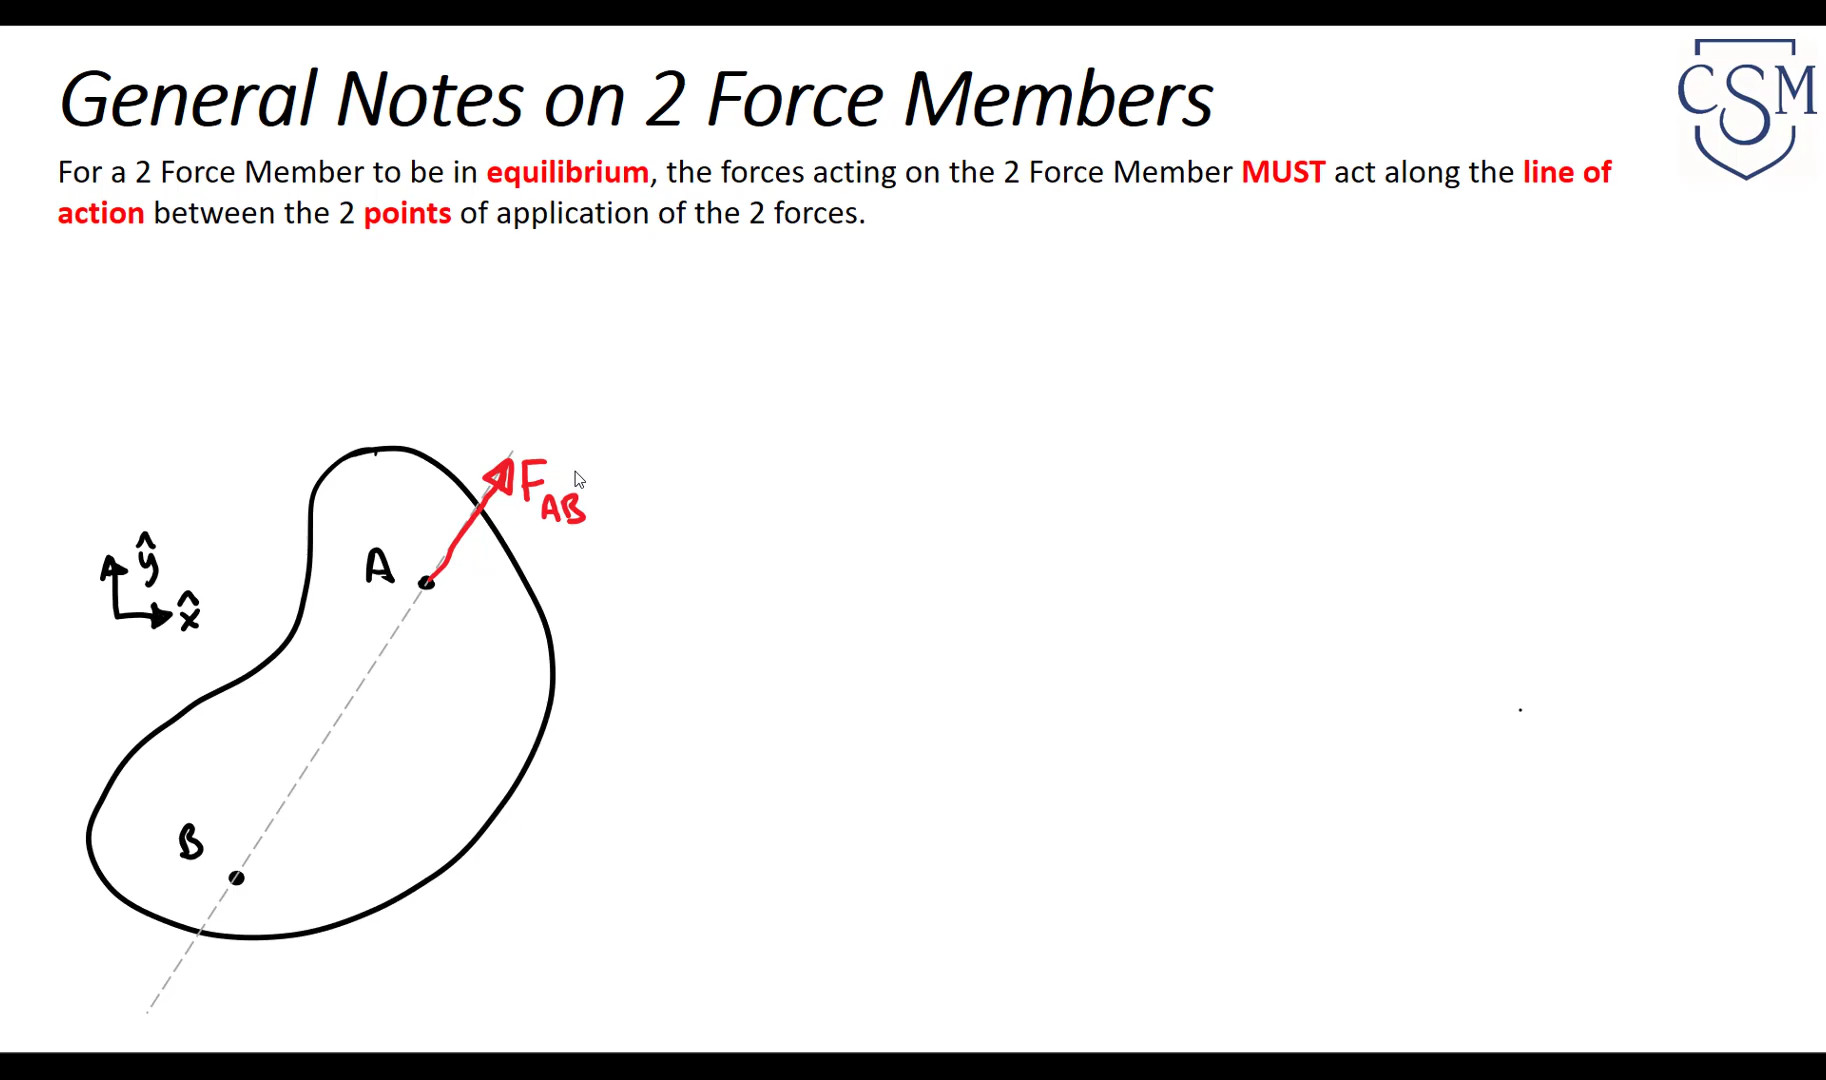 General Notes on 2 Force Members
CSM
For a 2 Force Member to be in equilibrium, the forces acting on the 2 Force Member MUST act along the line of
action between the 2 points of application of the 2 forces.
F_AB
ŷ
A
x̂
B